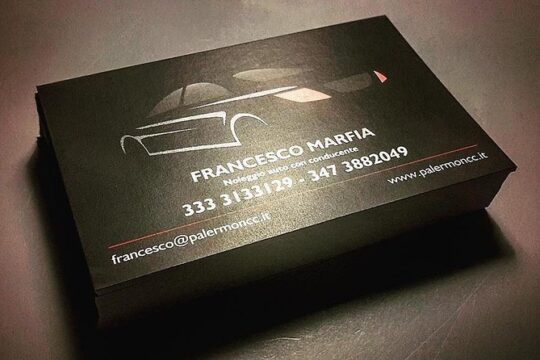 FRANCESCO MARFIA
Noleggio auto con conducente
333 3133129 - 347 3882049
francesco@palermoncc.it
www.palermoncc.it